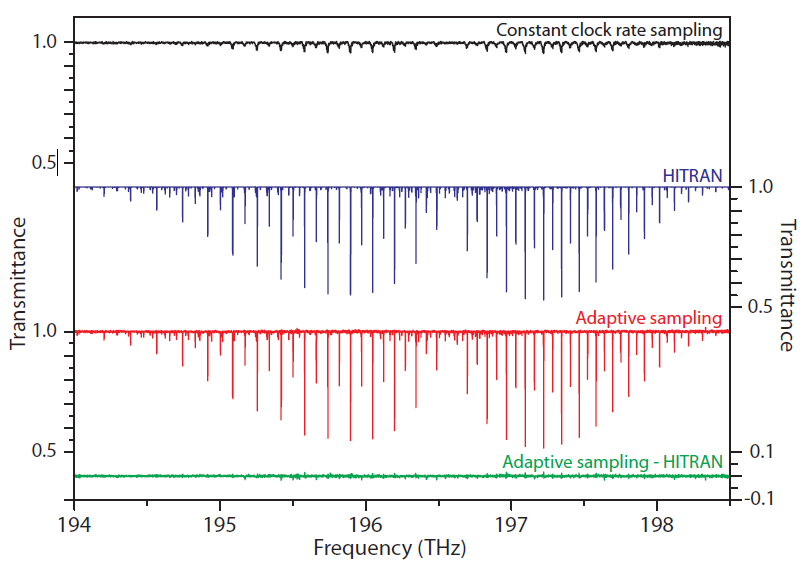 Constant clock rate sampling
1.0
0.5
HITRAN
1.0
0.5
Transmittance
Transmittance
Adaptive sampling
1.0
0.5
Adaptive sampling - HITRAN
0.1
-0.1
194 195 196 197 198
Frequency (THz)